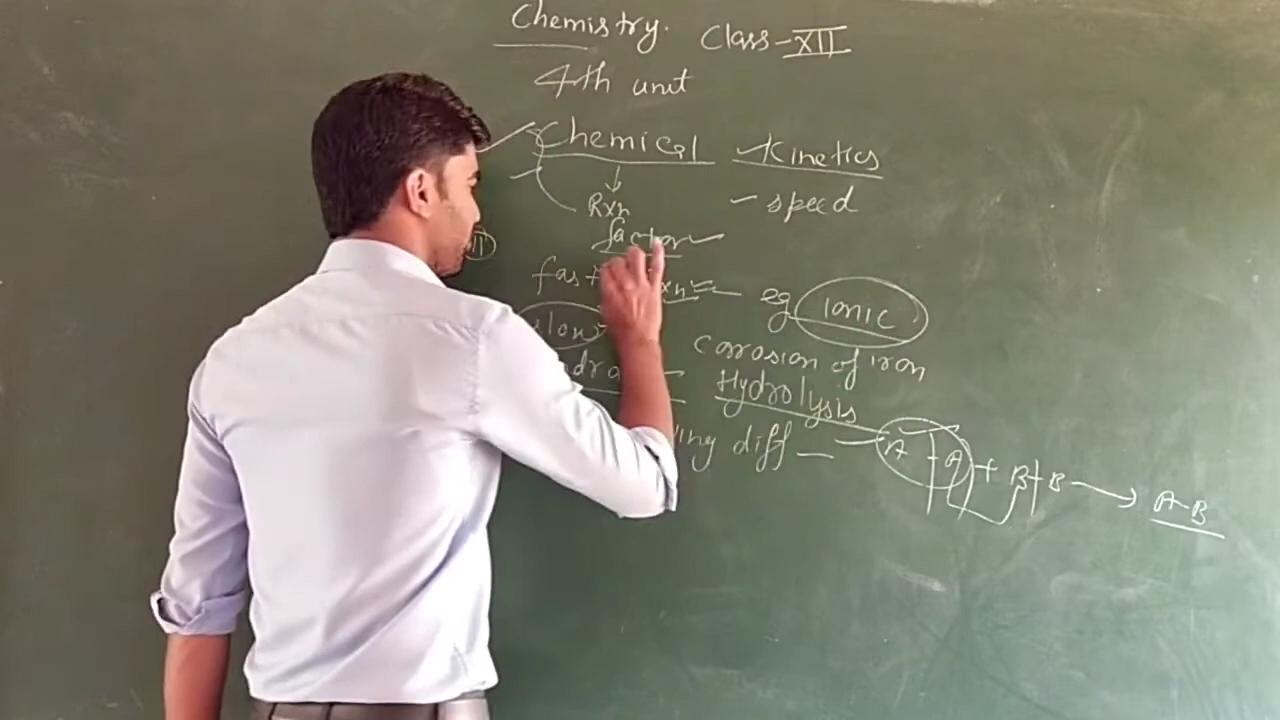 Chemistry. Class-XII
4th unit
Chemical Kinetics
Rxn - speed
factor
fast eg ionic
slow corrosion of iron
Hydrolysis
diff - A - A + B + B → A-B